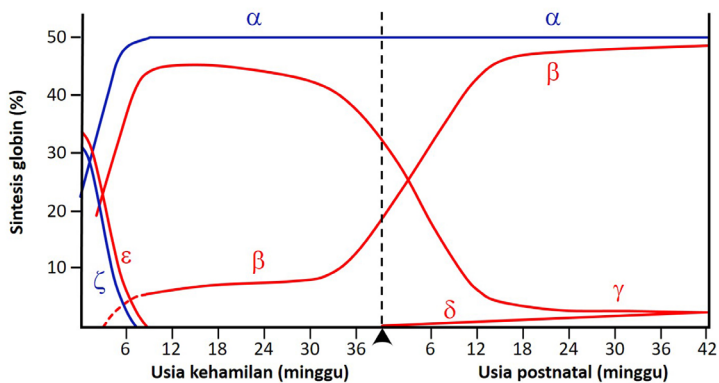 α α
50
β
40
Sintesis globin (%)
30
20
ε
β
ζ
10
γ
δ
6 12 18 24 30 36 6 12 18 24 30 36 42
Usia kehamilan (minggu) Usia postnatal (minggu)